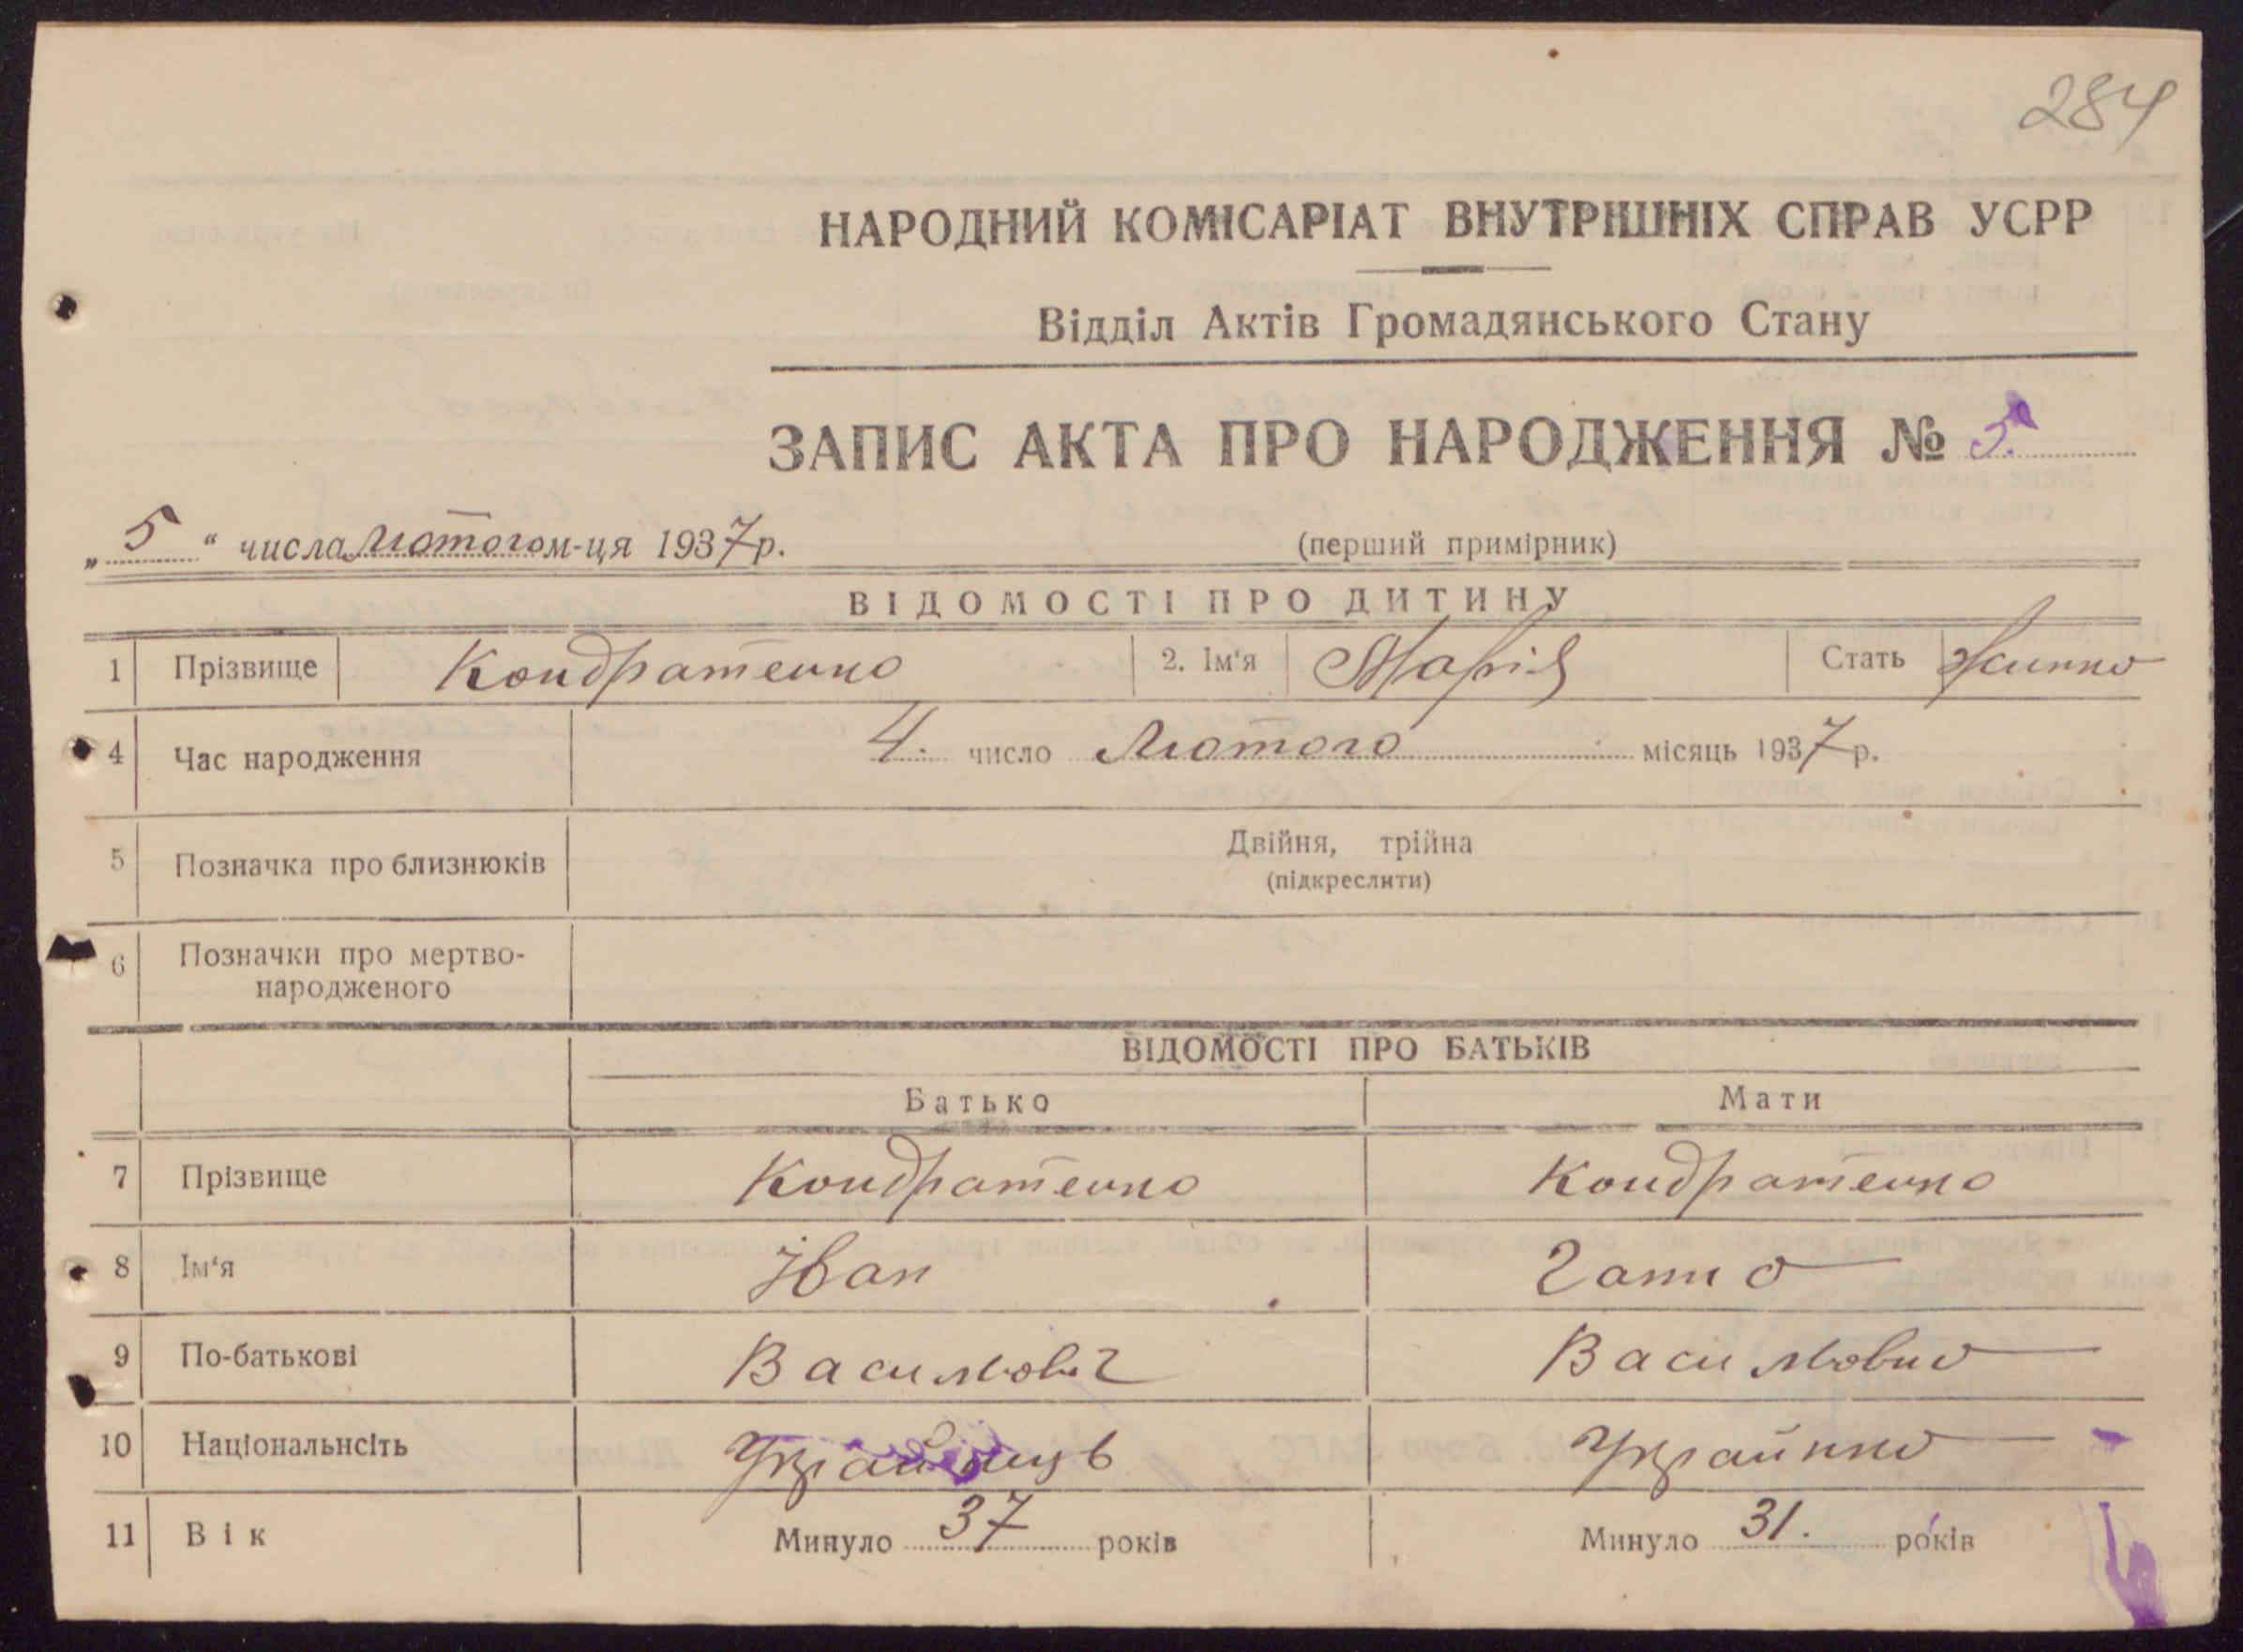 284
НАРОДНИЙ КОМІСАРІАТ ВНУТРІШНІХ СПРАВ УСРР
Відділ Актів Громадянського Стану
ЗАПИС АКТА ПРО НАРОДЖЕННЯ № 5.
„ 5 “ числа лютого м-ця 1937 р. (перший примірник)
ВІДОМОСТІ ПРО ДИТИНУ
1 Прізвище Кондратенко 2. Ім'я Марія Стать Жинка
4 Час народження 4. число Лютого місяць 1937 р.
5 Позначка про близнюків Двійня, трійна
(підкреслити)
6 Позначки про мертво-
народженого
ВІДОМОСТІ ПРО БАТЬКІВ
Батько Мати
7 Прізвище Кондратенко Кондратенко
8 Ім'я Іван Ганна
9 По-батькові Васильович Васильовна
10 Національнсіть Українець Українка
11 Вік Минуло 37 років Минуло 31. років